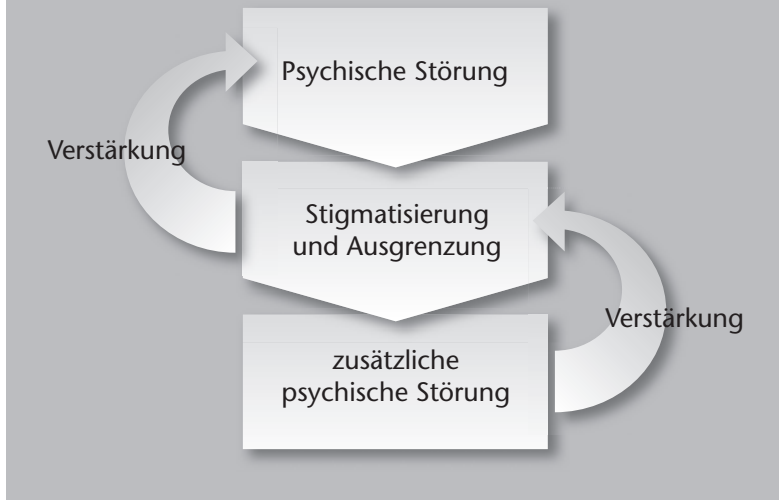 Psychische Störung
Verstärkung
Stigmatisierung
und Ausgrenzung
Verstärkung
zusätzliche
psychische Störung